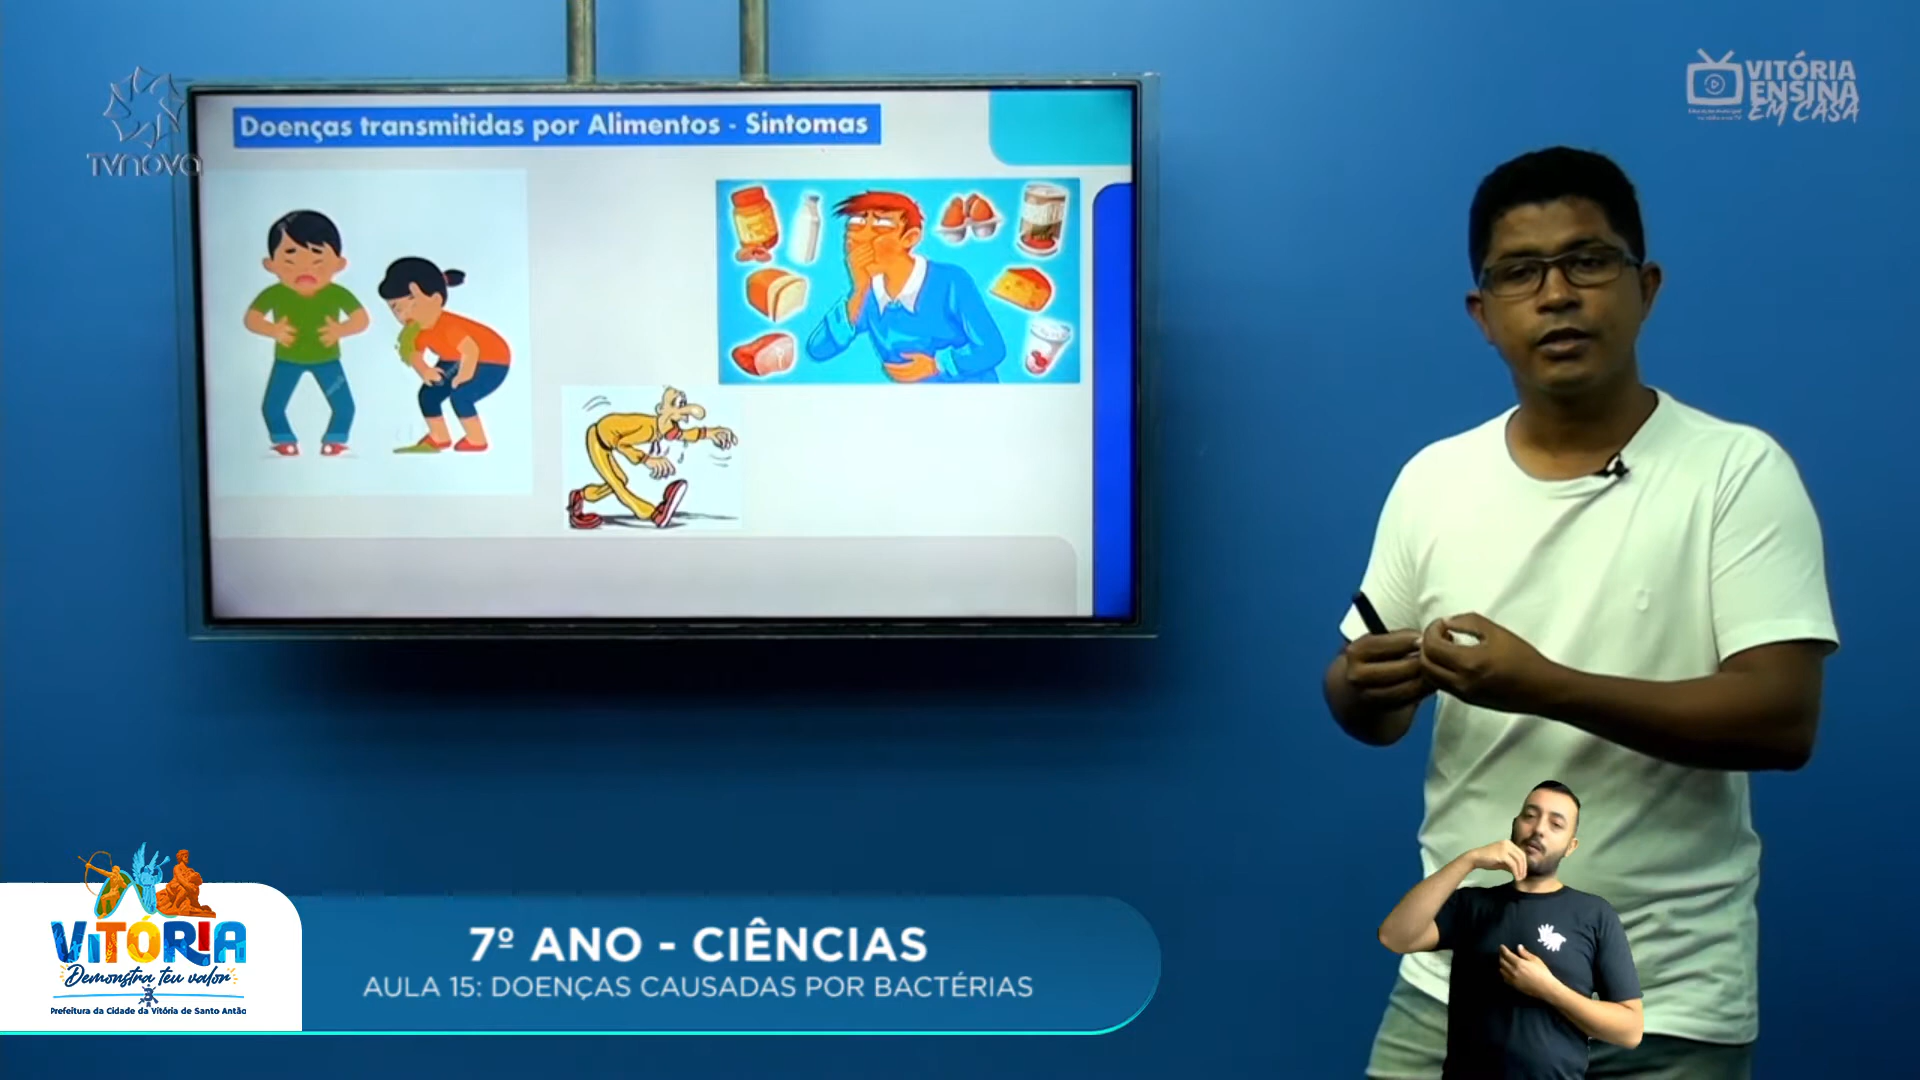 TVNOVA
VITÓRIA
ENSINA
EM CASA
Doenças transmitidas por Alimentos - Sintomas
VITÓRIA
Demonstra teu valor
Prefeitura da Cidade da Vitória de Santo Antão
7º ANO - CIÊNCIAS
AULA 15: DOENÇAS CAUSADAS POR BACTÉRIAS